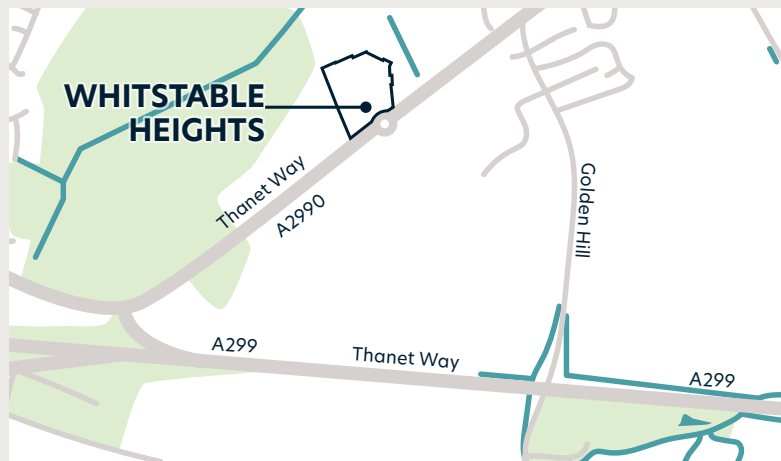 WHITSTABLE
HEIGHTS
Thanet Way
A2990
Golden Hill
A299
Thanet Way
A299